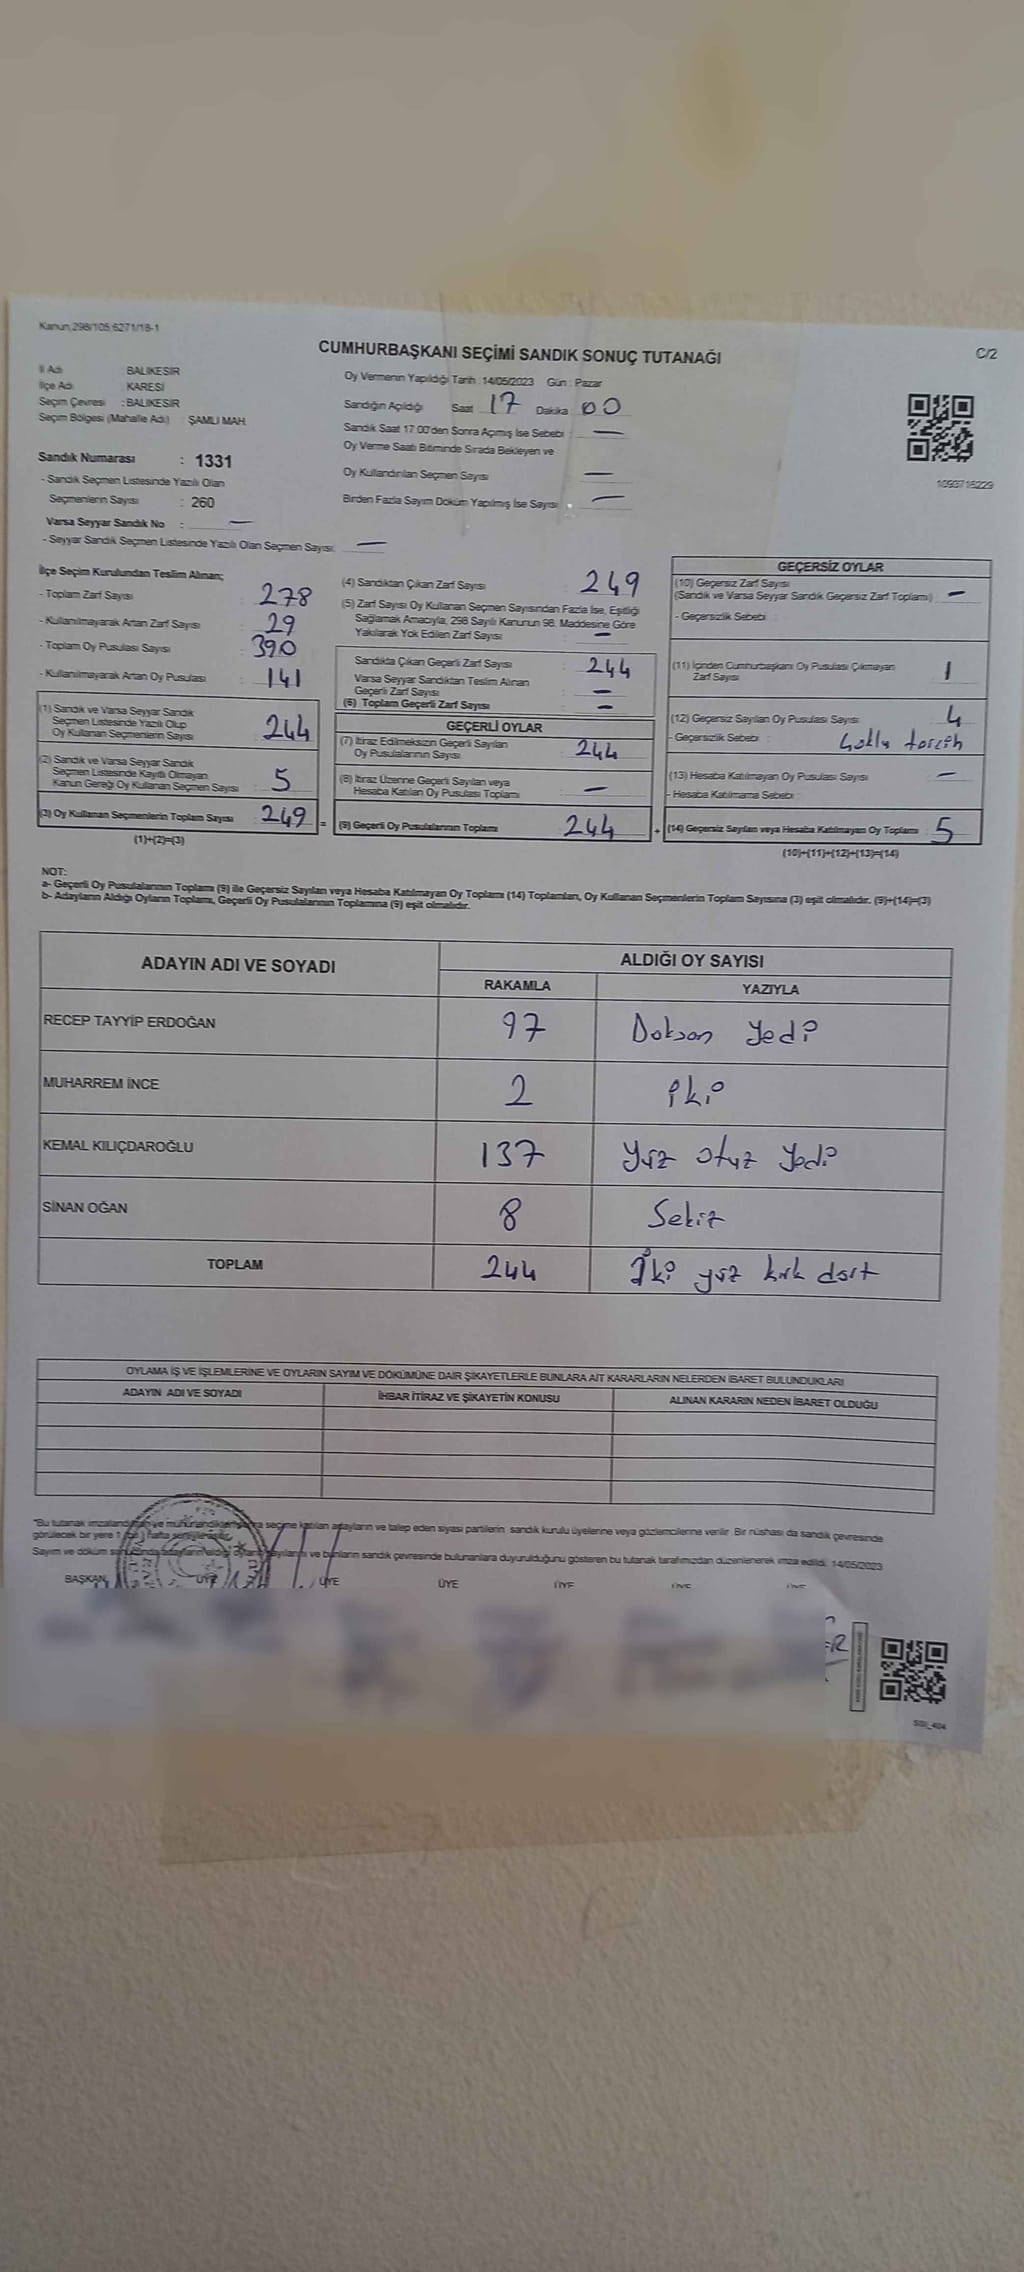 Kanun,298/105,6271/18-1
CUMHURBAŞKANI SEÇİMİ SANDIK SONUÇ TUTANAĞI
C/2
İl Adı : BALIKESİR
İlçe Adı : KARESİ
Seçim Çevresi : BALIKESİR
Seçim Bölgesi (Mahalle Adı) : ŞAMLI MAH.
Oy Vermenin Yapıldığı Tarih : 14/05/2023 Gün : Pazar
Sandığın Açıldığı Saat 17 Dakika 00
Sandık Saat 17:00'den Sonra Açımış İse Sebebi : —
Oy Verme Saati Bitiminde Sırada Bekleyen ve
Oy Kullandırılan Seçmen Sayısı —
Birden Fazla Sayım Döküm Yapılmış İse Sayısı : —
1093716229
Sandık Numarası : 1331
- Sandık Seçmen Listesinde Yazılı Olan
Seçmenlerin Sayısı : 260
Varsa Seyyar Sandık No : —
- Seyyar Sandık Seçmen Listesinde Yazılı Olan Seçmen Sayısı: —
İlçe Seçim Kurulundan Teslim Alınan;
- Toplam Zarf Sayısı : 278
- Kullanılmayarak Artan Zarf Sayısı : 29
- Toplam Oy Pusulası Sayısı : 390
- Kullanılmayarak Artan Oy Pusulası : 141
(1) Sandık ve Varsa Seyyar Sandık
Seçmen Listesinde Yazılı Olup
Oy Kullanan Seçmenlerin Sayısı : 244
(2) Sandık ve Varsa Seyyar Sandık
Seçmen Listesinde Kayıtlı Olmayan
Kanun Gereği Oy Kullanan Seçmen Sayısı : 5
(3) Oy Kullanan Seçmenlerin Toplam Sayısı : 249 =
(1)+(2)=(3)
(4) Sandıktan Çıkan Zarf Sayısı : 249
(5) Zarf Sayısı Oy Kullanan Seçmen Sayısından Fazla İse, Eşitliği
Sağlamak Amacıyla, 298 Sayılı Kanunun 98. Maddesine Göre
Yakılarak Yok Edilen Zarf Sayısı : —
Sandıkta Çıkan Geçerli Zarf Sayısı : 244
Varsa Seyyar Sandıktan Teslim Alınan
Geçerli Zarf Sayısı : —
(6) Toplam Geçerli Zarf Sayısı : —
GEÇERLİ OYLAR
(7) İtiraz Edilmeksizin Geçerli Sayılan
Oy Pusulalarının Sayısı : 244
(8) İtiraz Üzerine Geçerli Sayılan veya
Hesaba Katılan Oy Pusulası Toplamı : —
(9) Geçerli Oy Pusulalarının Toplamı : 244 +
GEÇERSİZ OYLAR
(10) Geçersiz Zarf Sayısı
(Sandık ve Varsa Seyyar Sandık Geçersiz Zarf Toplamı) : —
- Geçersizlik Sebebi :
(11) İçinden Cumhurbaşkanı Oy Pusulası Çıkmayan
Zarf Sayısı : 1
(12) Geçersiz Sayılan Oy Pusulası Sayısı : 4
- Geçersizlik Sebebi : Çoklu tercih
(13) Hesaba Katılmayan Oy Pusulası Sayısı : —
- Hesaba Katılmama Sebebi :
(14) Geçersiz Sayılan veya Hesaba Katılmayan Oy Toplamı : 5
(10)+(11)+(12)+(13)=(14)
NOT:
a- Geçerli Oy Pusulalarının Toplamı (9) ile Geçersiz Sayılan veya Hesaba Katılmayan Oy Toplamı (14) Toplamları, Oy Kullanan Seçmenlerin Toplam Sayısına (3) eşit olmalıdır. (9)+(14)=(3)
b- Adayların Aldığı Oyların Toplamı, Geçerli Oy Pusulalarının Toplamına (9) eşit olmalıdır.
ADAYIN ADI VE SOYADI
ALDIĞI OY SAYISI
RAKAMLA YAZIYLA
RECEP TAYYİP ERDOĞAN 97 Doksan yedi
MUHARREM İNCE 2 iki
KEMAL KILIÇDAROĞLU 137 Yüz otuz yedi
SİNAN OĞAN 8 Sekiz
TOPLAM 244 İki yüz kırk dört
OYLAMA İŞ VE İŞLEMLERİNE VE OYLARIN SAYIM VE DÖKÜMÜNE DAİR ŞİKAYETLERLE BUNLARA AİT KARARLARIN NELERDEN İBARET BULUNDUKLARI
ADAYIN ADI VE SOYADI İHBAR İTİRAZ VE ŞİKAYETİN KONUSU ALINAN KARARIN NEDEN İBARET OLDUĞU
"Bu tutanak seçime katılan adayların ve talep eden siyasi partilerin sandık kurulu üyelerine veya gözlemcilerine verilir. Bir nüshası da sandık çevresinde
görülecek bir yere 1 hafta
Sayım ve döküm ve bunların sandık çevresinde bulunanlara duyurulduğunu gösteren bu tutanak tarafımızdan düzenlenerek imza edildi. 14/05/2023
BAŞKAN ÜYE ÜYE ÜYE ÜYE ÜYE ÜYE